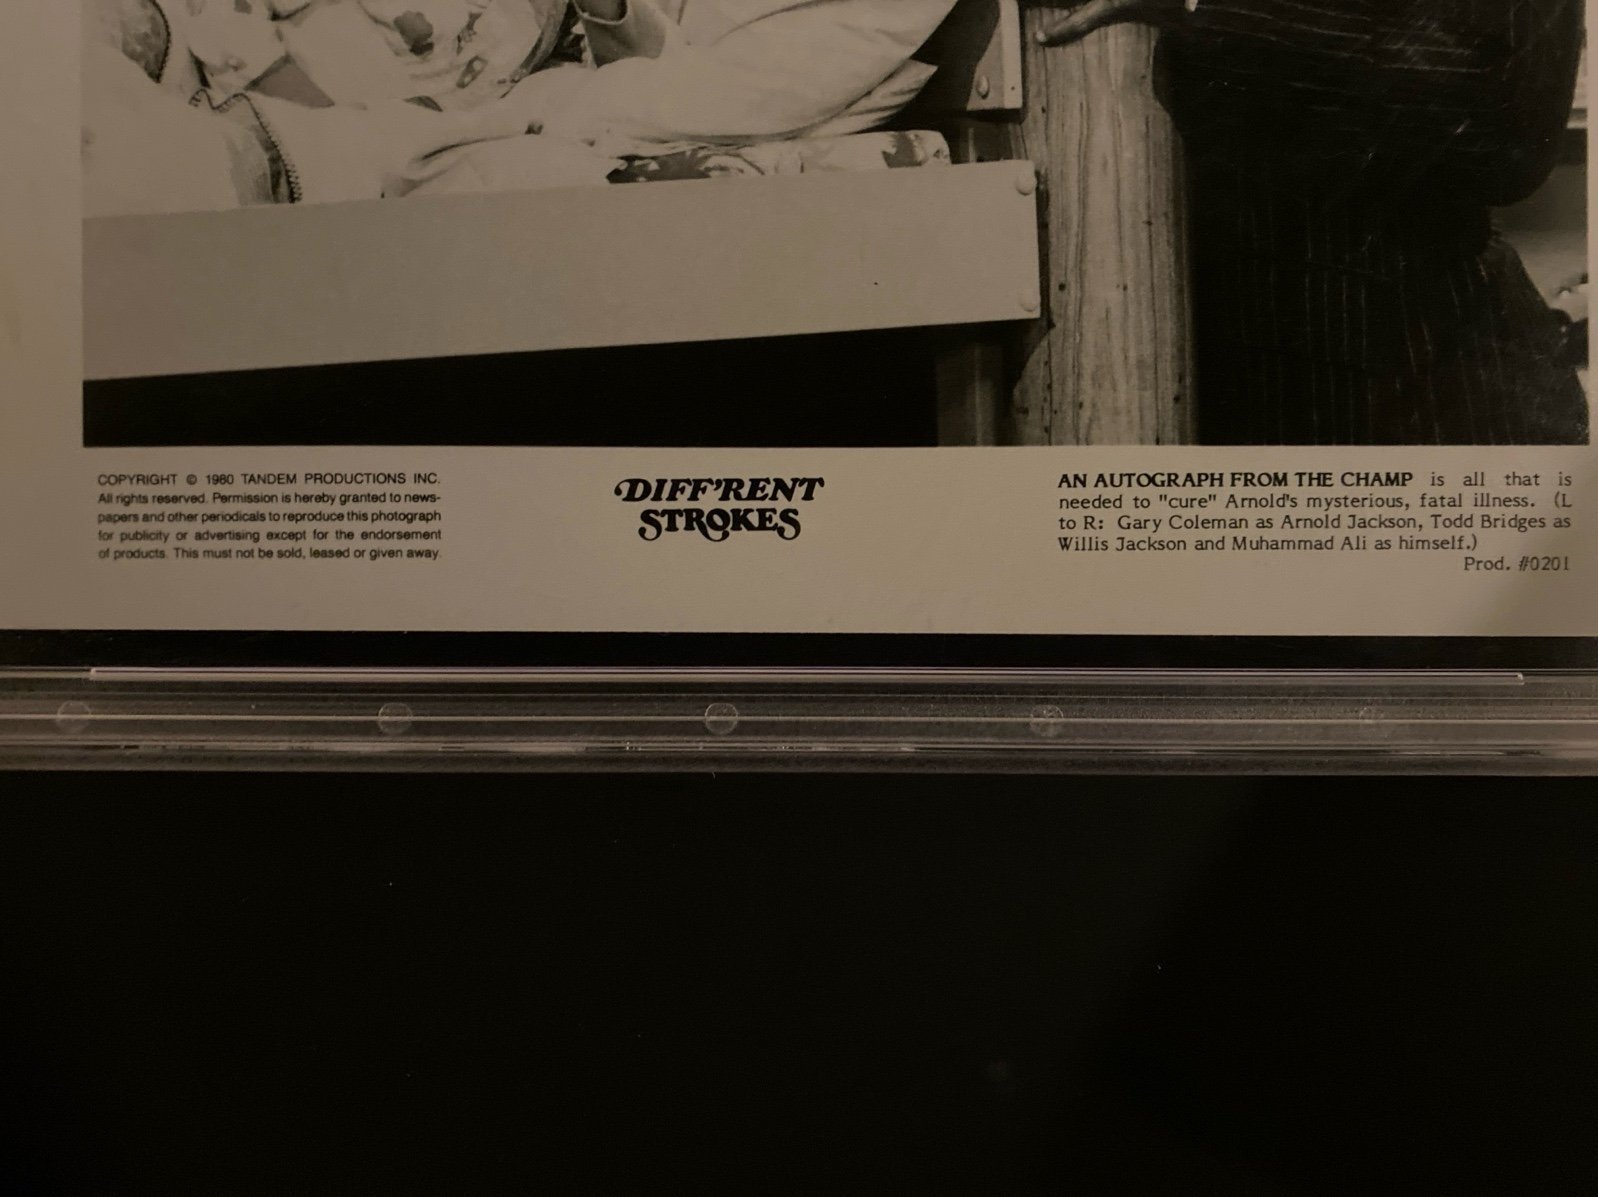 COPYRIGHT © 1980 TANDEM PRODUCTIONS INC.
All rights reserved. Permission is hereby granted to news-
papers and other periodicals to reproduce this photograph
for publicity or advertising except for the endorsement
of products. This must not be sold, leased or given away.
DIFF'RENT
STROKES
AN AUTOGRAPH FROM THE CHAMP is all that is
needed to "cure" Arnold's mysterious, fatal illness. (L
to R: Gary Coleman as Arnold Jackson, Todd Bridges as
Willis Jackson and Muhammad Ali as himself.)
Prod. #0201